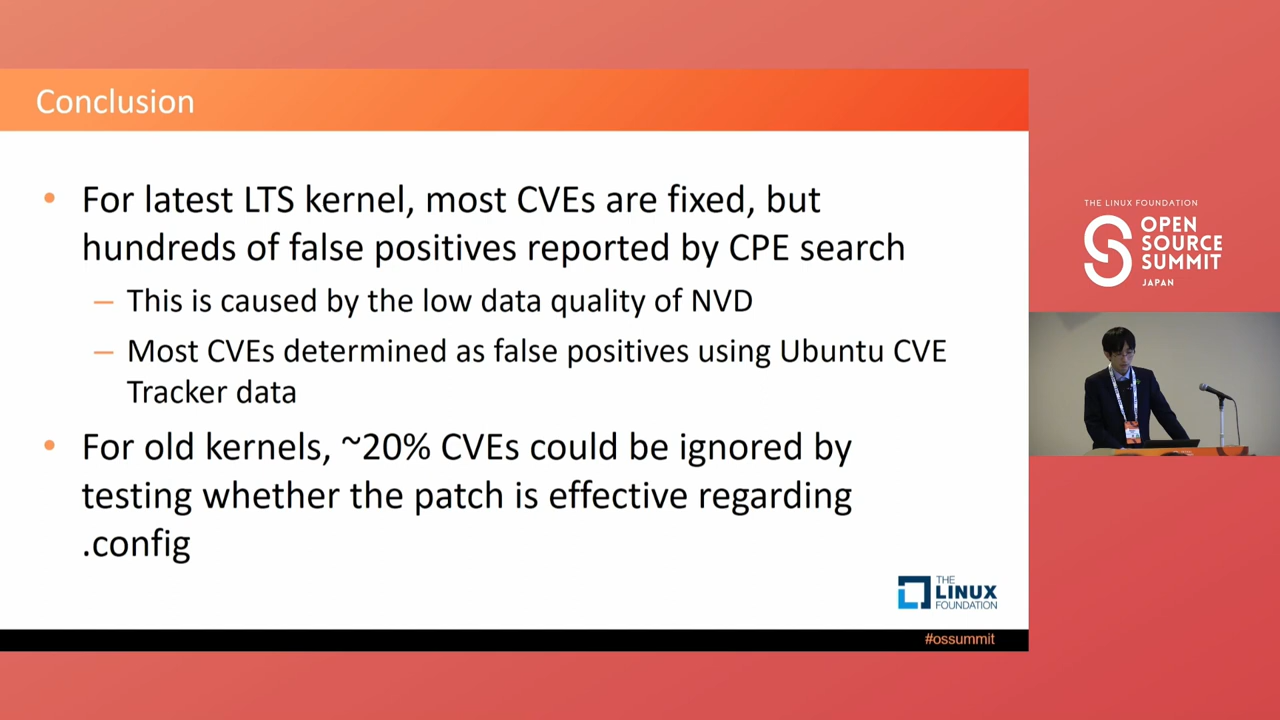 Conclusion
• For latest LTS kernel, most CVEs are fixed, but
hundreds of false positives reported by CPE search
– This is caused by the low data quality of NVD
– Most CVEs determined as false positives using Ubuntu CVE
Tracker data
• For old kernels, ~20% CVEs could be ignored by
testing whether the patch is effective regarding
.config
THE
LINUX
FOUNDATION
#ossummit
THE LINUX FOUNDATION
OPEN
SOURCE
SUMMIT
JAPAN